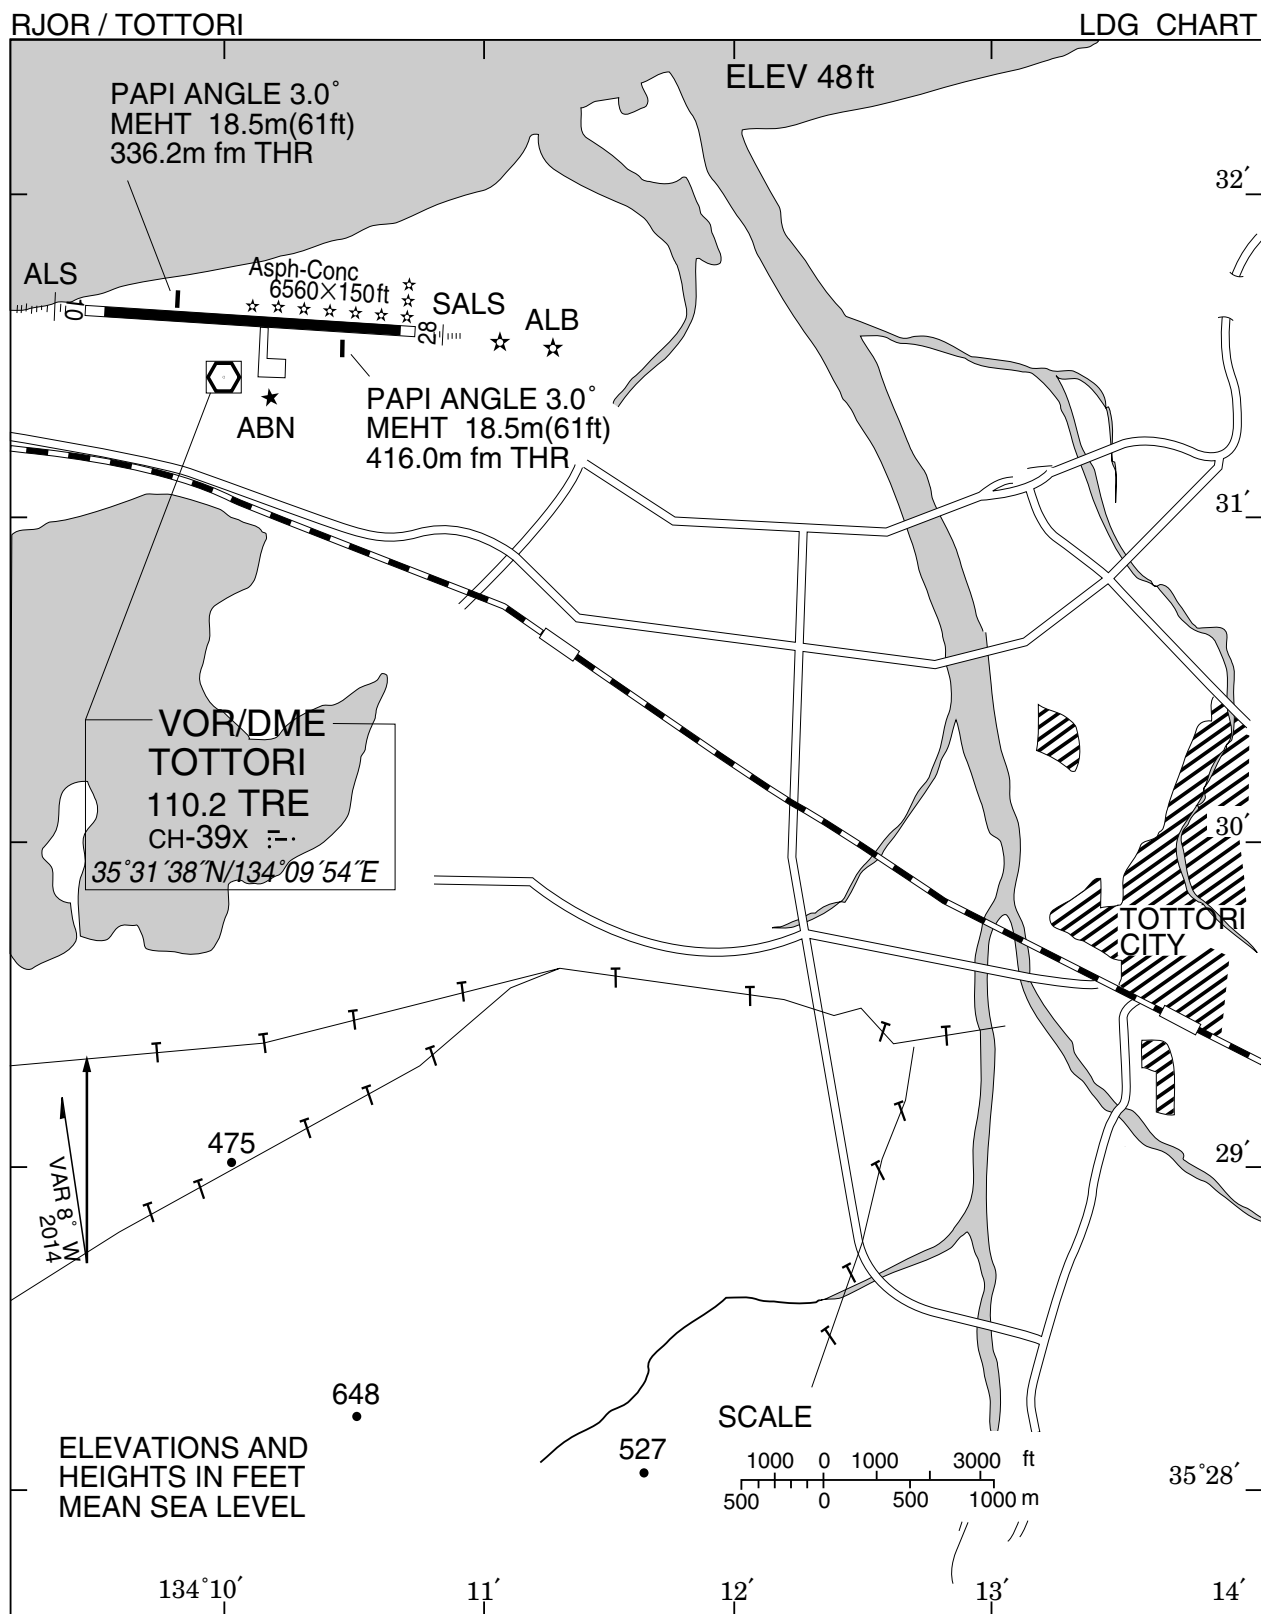 RJOR / TOTTORI
LDG CHART
ELEV 48ft
PAPI ANGLE 3.0°
MEHT 18.5m(61ft)
336.2m fm THR
32′
ALS
Asph-Conc
6560×150ft
SALS
ALB
10
28
ABN
PAPI ANGLE 3.0°
MEHT 18.5m(61ft)
416.0m fm THR
31′
VOR/DME
TOTTORI
110.2 TRE
CH-39X
35°31′38″N/134°09′54″E
30′
TOTTORI
CITY
475
29′
VAR 8° W
2014
648
527
ELEVATIONS AND
HEIGHTS IN FEET
MEAN SEA LEVEL
SCALE
1000 0 1000 3000 ft
500 0 500 1000 m
35°28′
134°10′ 11′ 12′ 13′ 14′